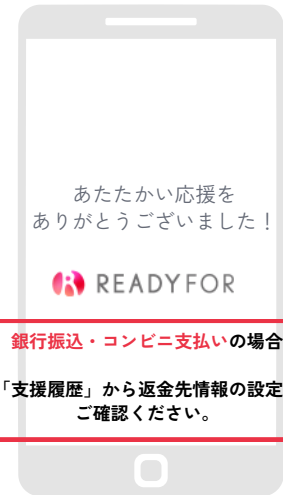 あたたかい応援を
ありがとうございました！
READYFOR
銀行振込・コンビニ支払いの場合
「支援履歴」から返金先情報の設定
ご確認ください。